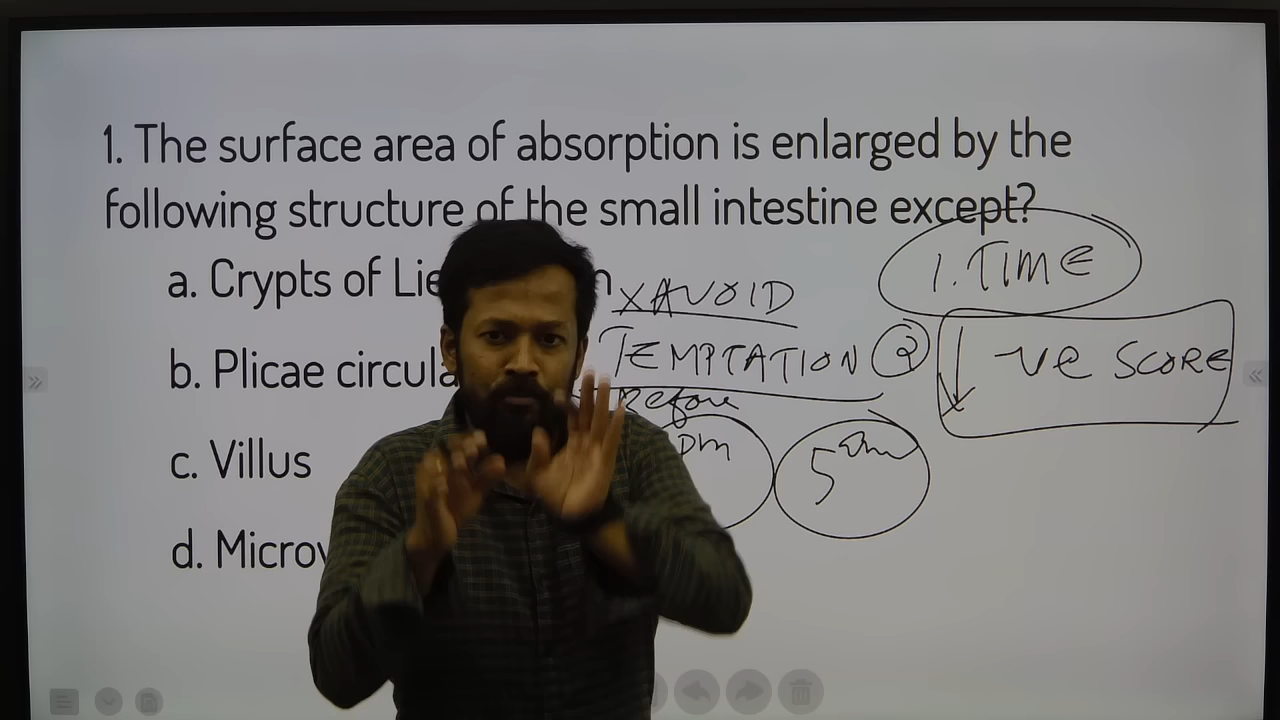 1. The surface area of absorption is enlarged by the
following structure of the small intestine except?
a. Crypts of Lie
b. Plicae circula
c. Villus
d. Microv
1. TIME
X AVOID
TEMPTATION
↓ -ve SCORE
Before
5